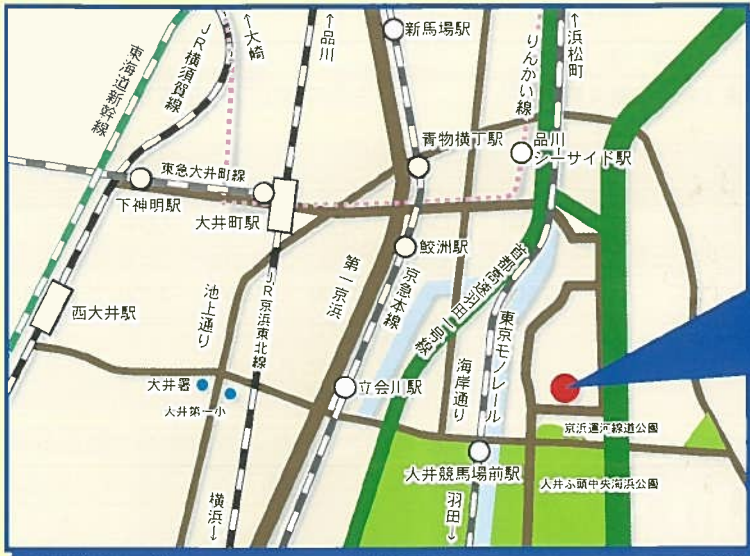 ↑大崎
↑品川
新馬場駅
↑浜松町
東海道新幹線
JR横須賀線
りんかい線
青物横丁駅
品川
シーサイド駅
東急大井町線
下神明駅
大井町駅
鮫洲駅
首都高速羽田一号線
第一京浜
京急本線
池上通り
JR京浜東北線
西大井駅
東京モノレール
海岸通り
大井署
大井第一小
立会川駅
京浜運河緑道公園
大井競馬場前駅
大井ふ頭中央海浜公園
横浜↓
羽田↓